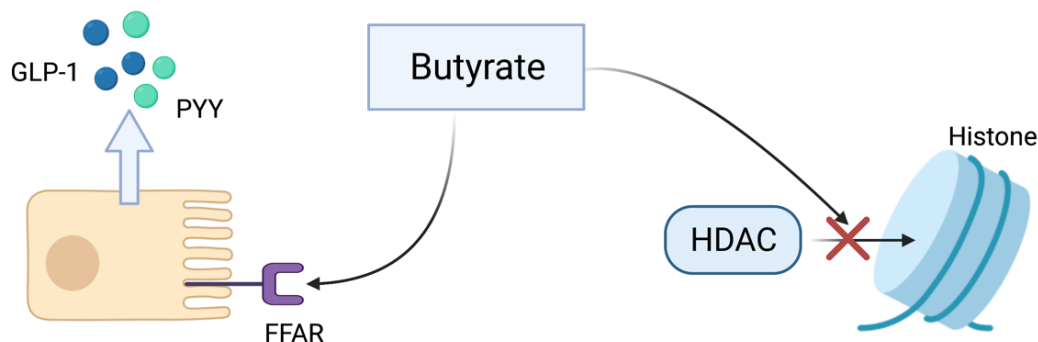 GLP-1
PYY
Butyrate
Histone
HDAC
FFAR